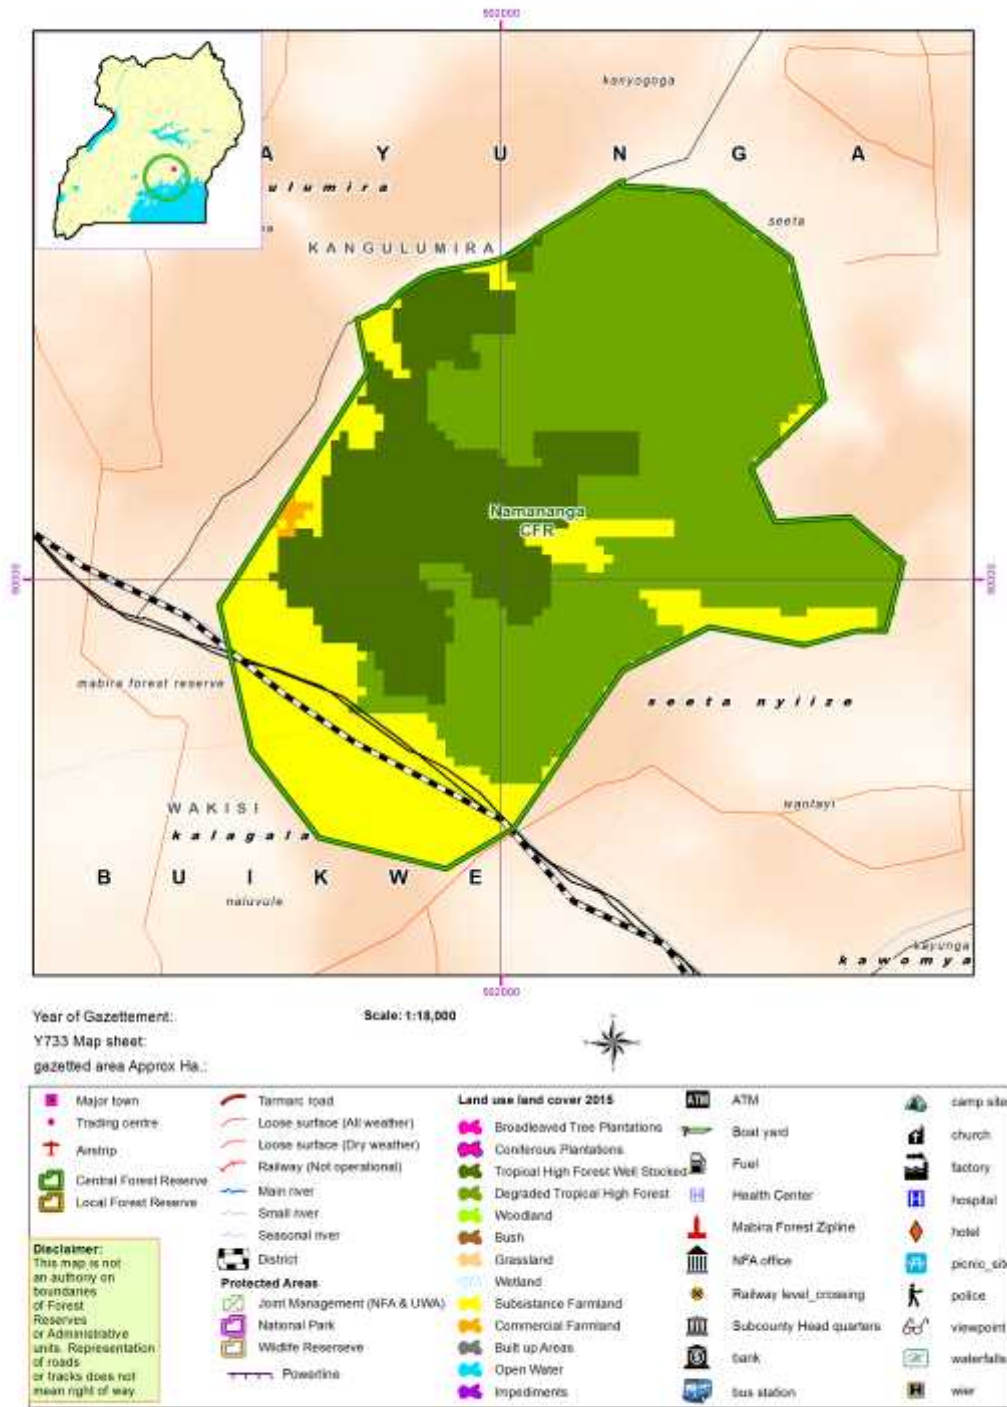 502000
kanyogoga
A Y U N G A
ulumira
seeta
na
KANGULUMIRA
Namananga
CFR
mabira forest reserve
seeta nyiize
WAKISI
kalagala
wantayi
B U I K W E
naluvule
kayunga
kawomya
502000
Year of Gazettement:
Scale: 1:18,000
Y733 Map sheet:
gazetted area Approx Ha.:
Major town
Trading centre
Airstrip
Central Forest Reserve
Local Forest Reserve
Disclaimer:
This map is not
an authority on
boundaries
of Forest
Reserves
or Administrative
units. Representation
of roads
or tracks does not
mean right of way.
Tarmarc road
Loose surface (All weather)
Loose surface (Dry weather)
Railway (Not operational)
Main river
Small river
Seasonal river
District
Protected Areas
Joint Management (NFA & UWA)
National Park
Wildlife Reserseve
Powerline
Land use land cover 2015
Broadleaved Tree Plantations
Coniferous Plantations
Tropical High Forest Well Stocked
Degraded Tropical High Forest
Woodland
Bush
Grassland
Wetland
Subsistance Farmland
Commercial Farmland
Built up Areas
Open Water
Impediments
ATM
ATM
Boat yard
Fuel
H
Health Center
Mabira Forest Zipline
NFA office
Railway level_crossing
Subcounty Head quarters
bank
bus station
camp site
church
factory
H
hospital
hotel
picnic_site
police
viewpoint
waterfalls
H
wier